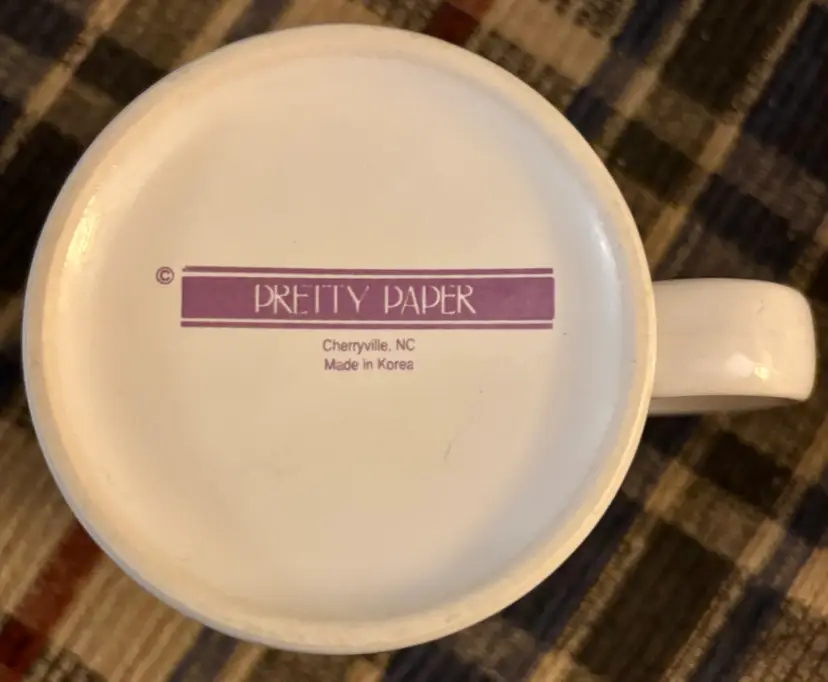 © PRETTY PAPER
Cherryville, NC
Made in Korea